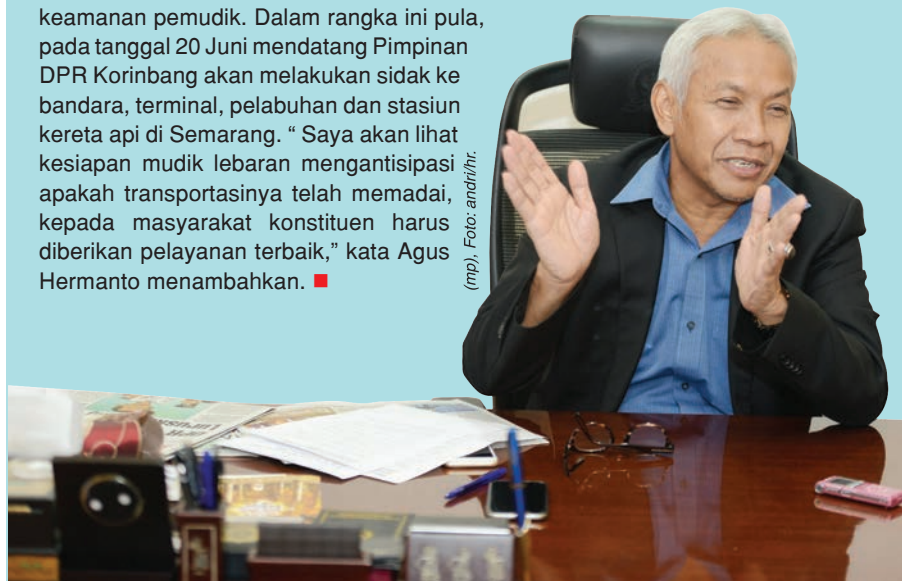 keamanan pemudik. Dalam rangka ini pula,
pada tanggal 20 Juni mendatang Pimpinan
DPR Korinbang akan melakukan sidak ke
bandara, terminal, pelabuhan dan stasiun
kereta api di Semarang. “ Saya akan lihat
kesiapan mudik lebaran mengantisipasi
apakah transportasinya telah memadai,
kepada masyarakat konstituen harus
diberikan pelayanan terbaik,” kata Agus
Hermanto menambahkan.
(mp), Foto: andri/hr.